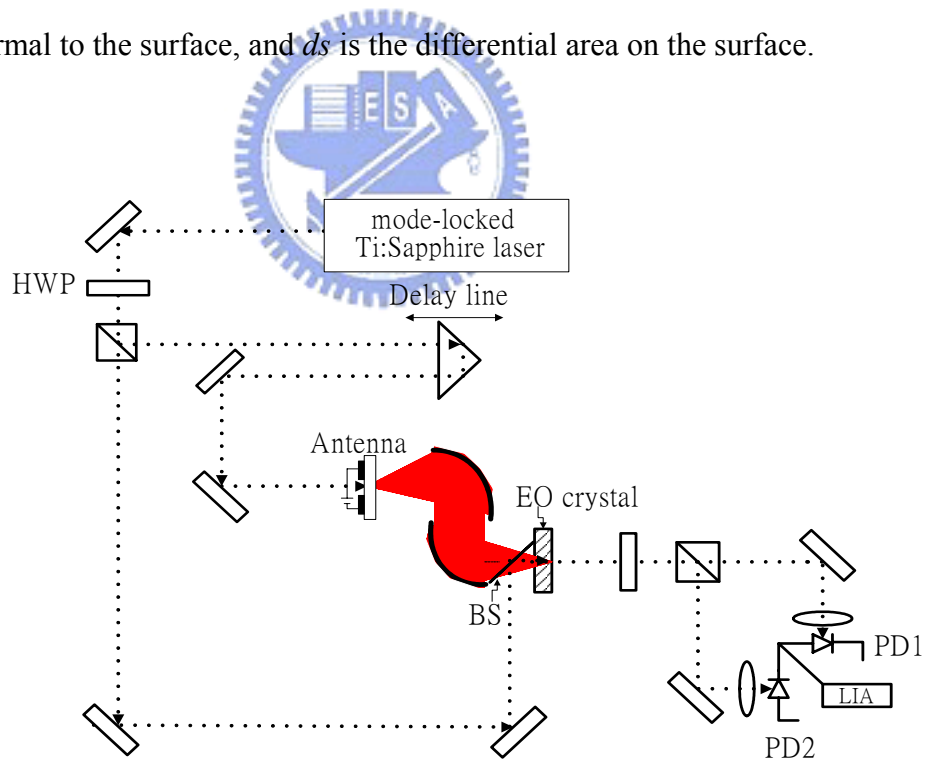 rmal to the surface, and ds is the differential area on the surface.
E S A
mode-locked
Ti:Sapphire laser
HWP
Delay line
Antenna
EO crystal
BS
PD1
LIA
PD2